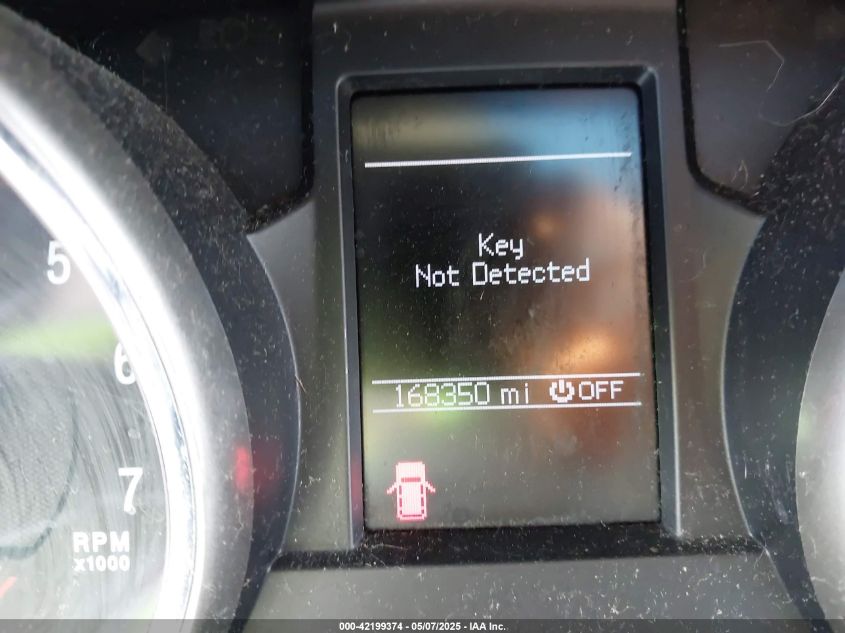 Key
Not Detected
168350 mi OFF
5
6
7
RPM
x1000
000-42199374 - 05/07/2025 - IAA Inc.